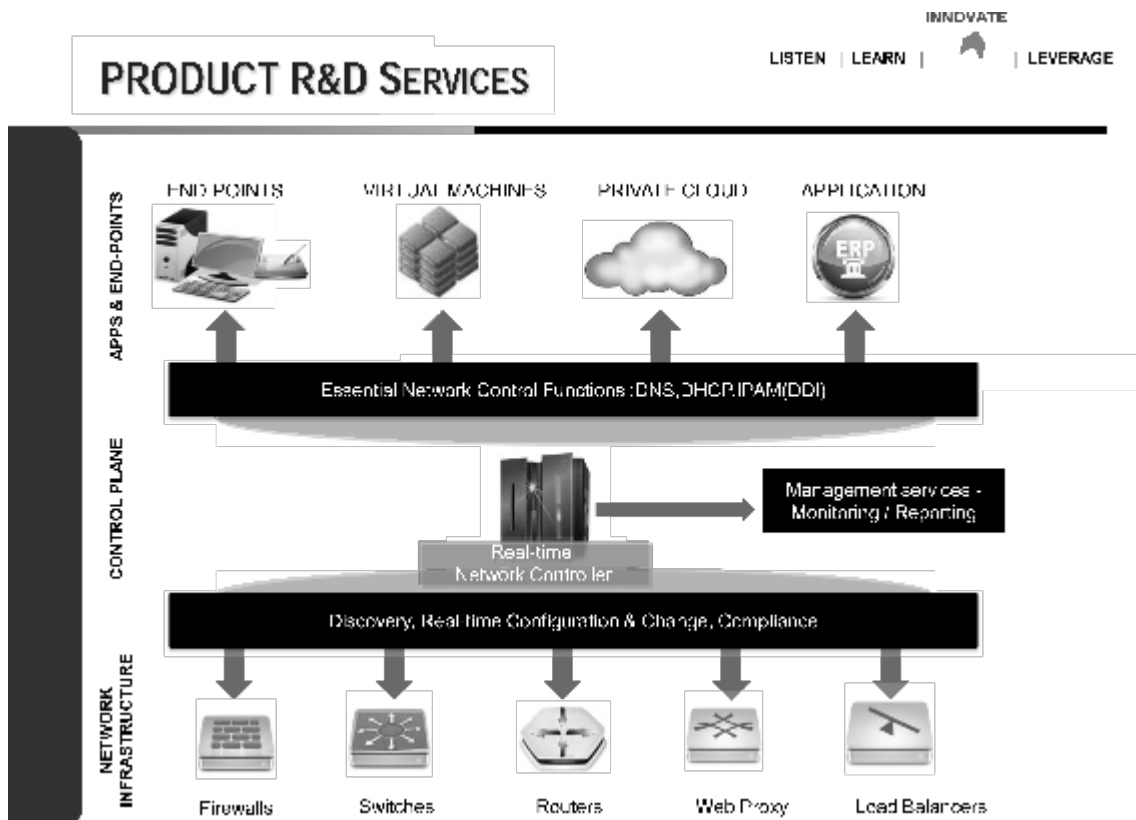 INNOVATE
LISTEN | LEARN | | LEVERAGE
PRODUCT R&D SERVICES
APPS & END-POINTS
END POINTS
VIRTUAL MACHINES
PRIVATE CLOUD
APPLICATION
ERP
Essential Network Control Functions :DNS,DHCP,IPAM(DDI)
CONTROL PLANE
Management services -
Monitoring / Reporting
Real-time
Network Controller
Discovery, Real-time Configuration & Change, Compliance
NETWORK
INFRASTRUCTURE
Firewalls
Switches
Routers
Web Proxy
Load Balancers